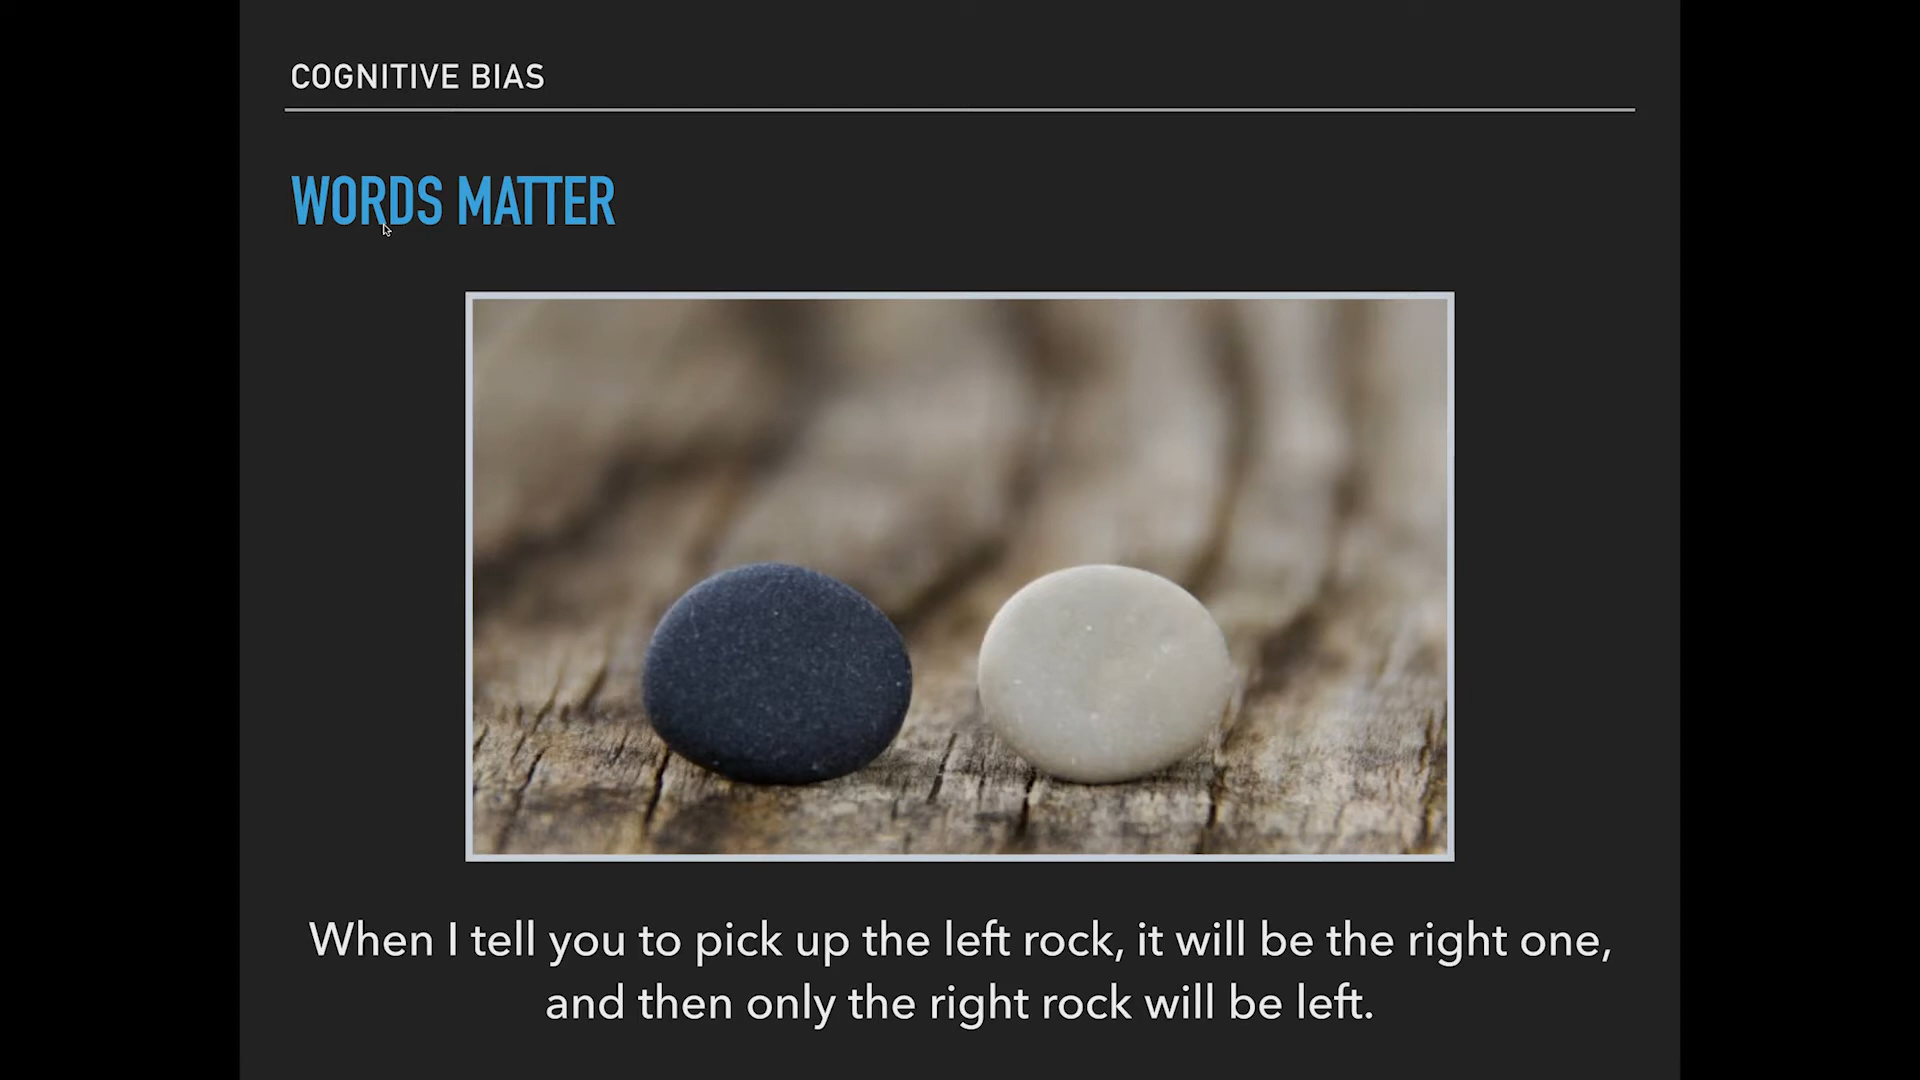 COGNITIVE BIAS
WORDS MATTER
When I tell you to pick up the left rock, it will be the right one,
and then only the right rock will be left.